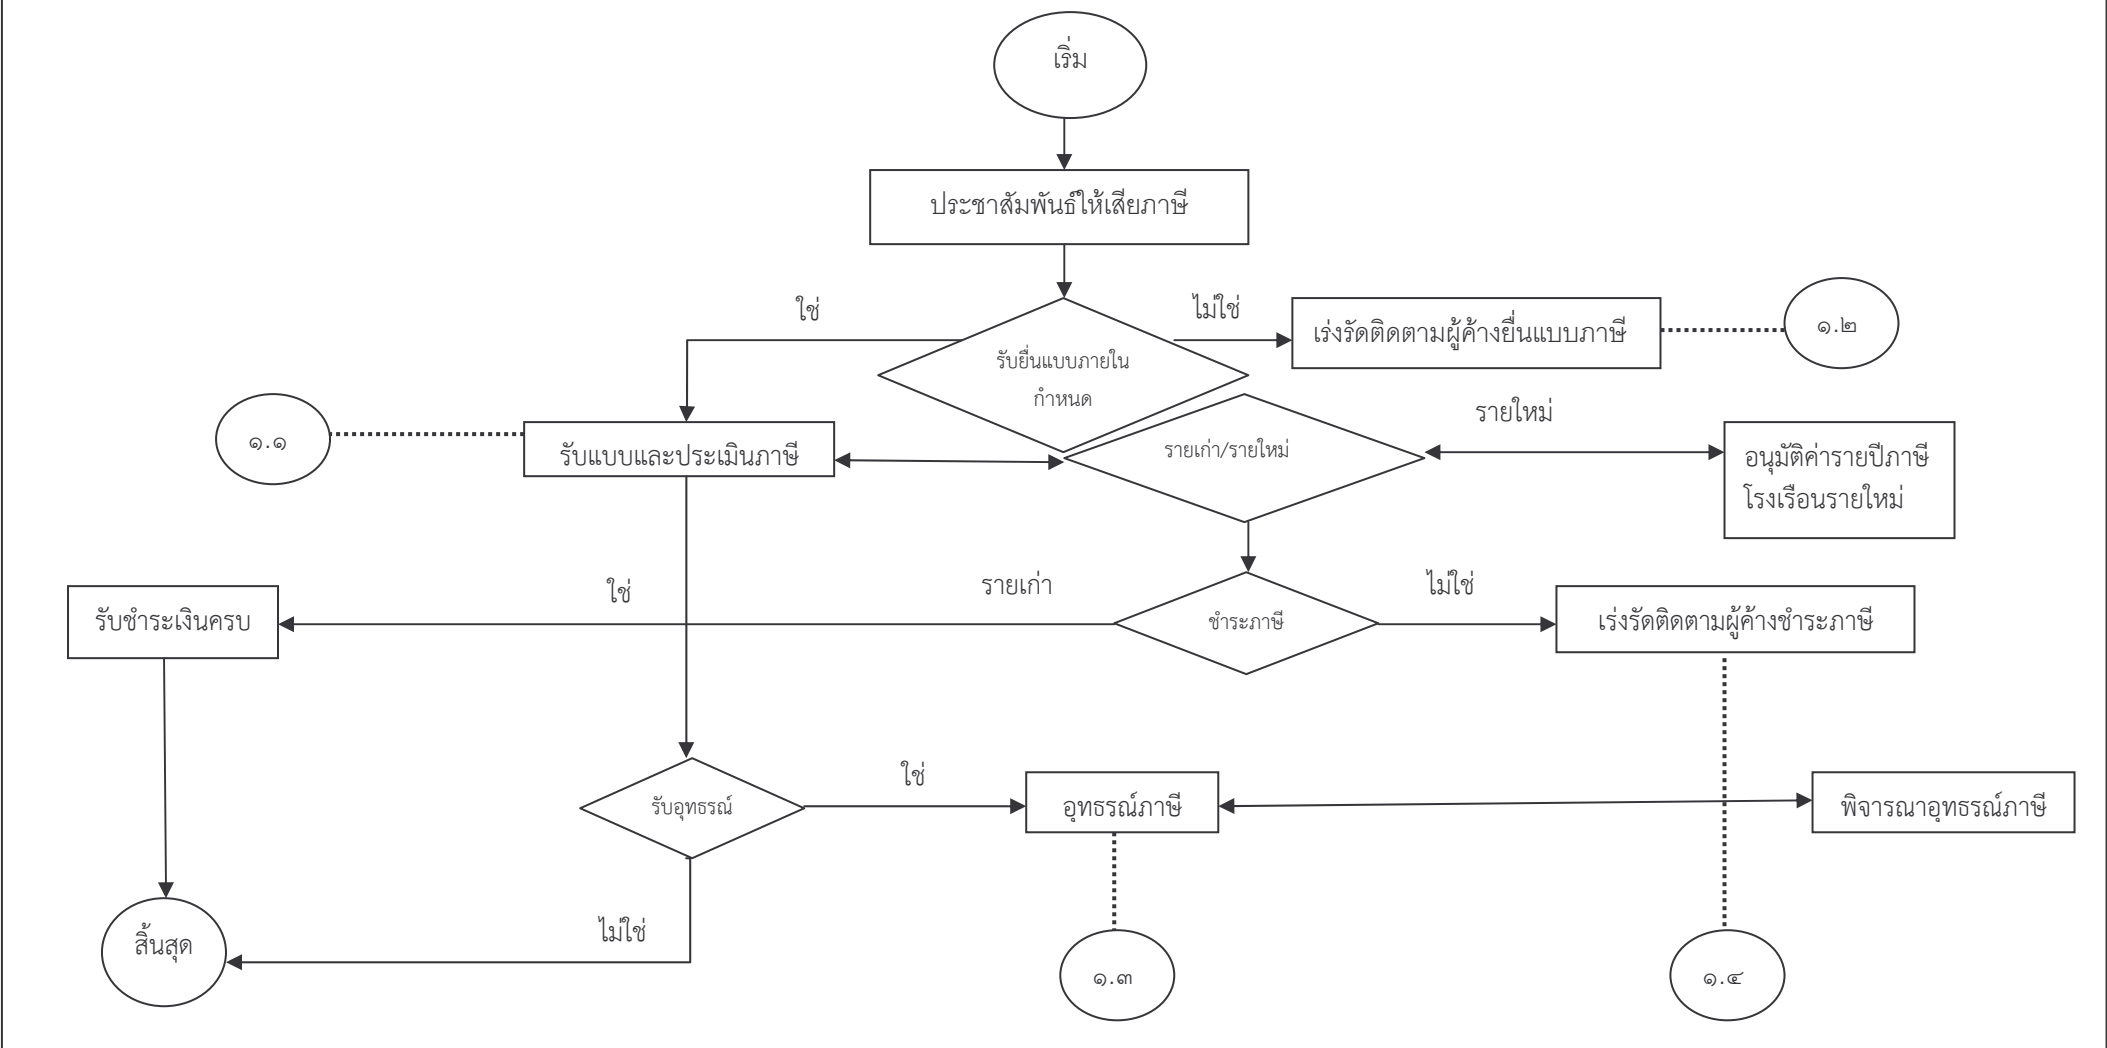 เริ่ม
ประชาสัมพันธ์ให้เสียภาษี
ใช่
ไม่ใช่
รับยื่นแบบภายใน
กำหนด
เร่งรัดติดตามผู้ค้างยื่นแบบภาษี
๑.๒
๑.๑
รับแบบและประเมินภาษี
รายเก่า/รายใหม่
รายใหม่
อนุมัติค่ารายปีภาษี
โรงเรือนรายใหม่
รับชำระเงินครบ
ใช่
รายเก่า
ชำระภาษี
ไม่ใช่
เร่งรัดติดตามผู้ค้างชำระภาษี
รับอุทธรณ์
ใช่
อุทธรณ์ภาษี
พิจารณาอุทธรณ์ภาษี
ไม่ใช่
สิ้นสุด
๑.๓
๑.๔